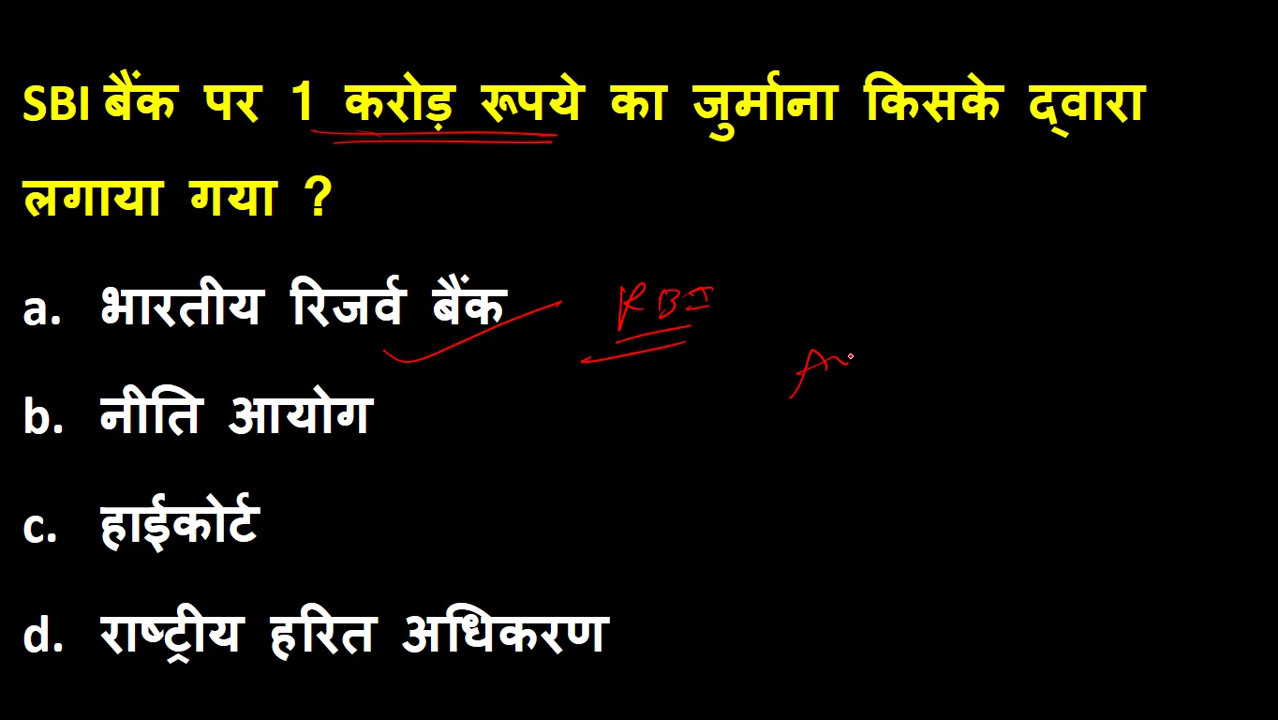 SBI बैंक पर 1 करोड़ रूपये का जुर्माना किसके द्वारा
लगाया गया ?
a. भारतीय रिजर्व बैंक RBI
b. नीति आयोग
c. हाईकोर्ट
d. राष्ट्रीय हरित अधिकरण